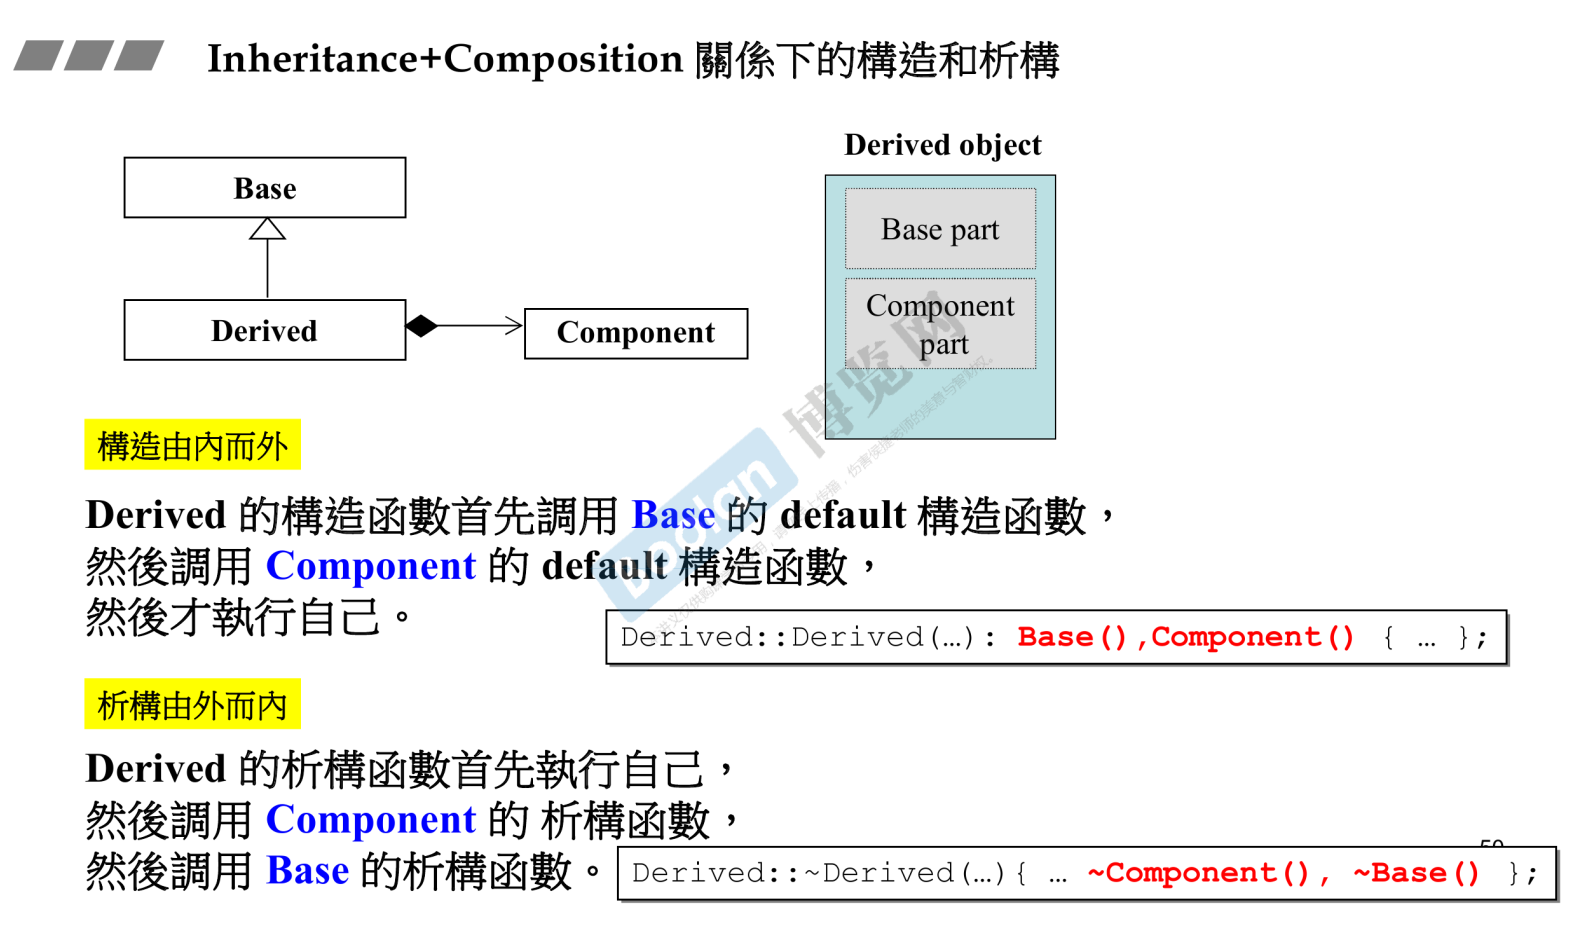 Inheritance+Composition 關係下的構造和析構
Derived object
Base
Base part
Component
part
Derived
Component
博览网
Boolan
構造由內而外
Derived 的構造函數首先調用 Base 的 default 構造函數，
然後調用 Component 的 default 構造函數，
然後才執行自己。
Derived::Derived(…): Base(),Component() { … };
析構由外而內
Derived 的析構函數首先執行自己，
然後調用 Component 的 析構函數，
然後調用 Base 的析構函數。
Derived::~Derived(…){ … ~Component(), ~Base() };